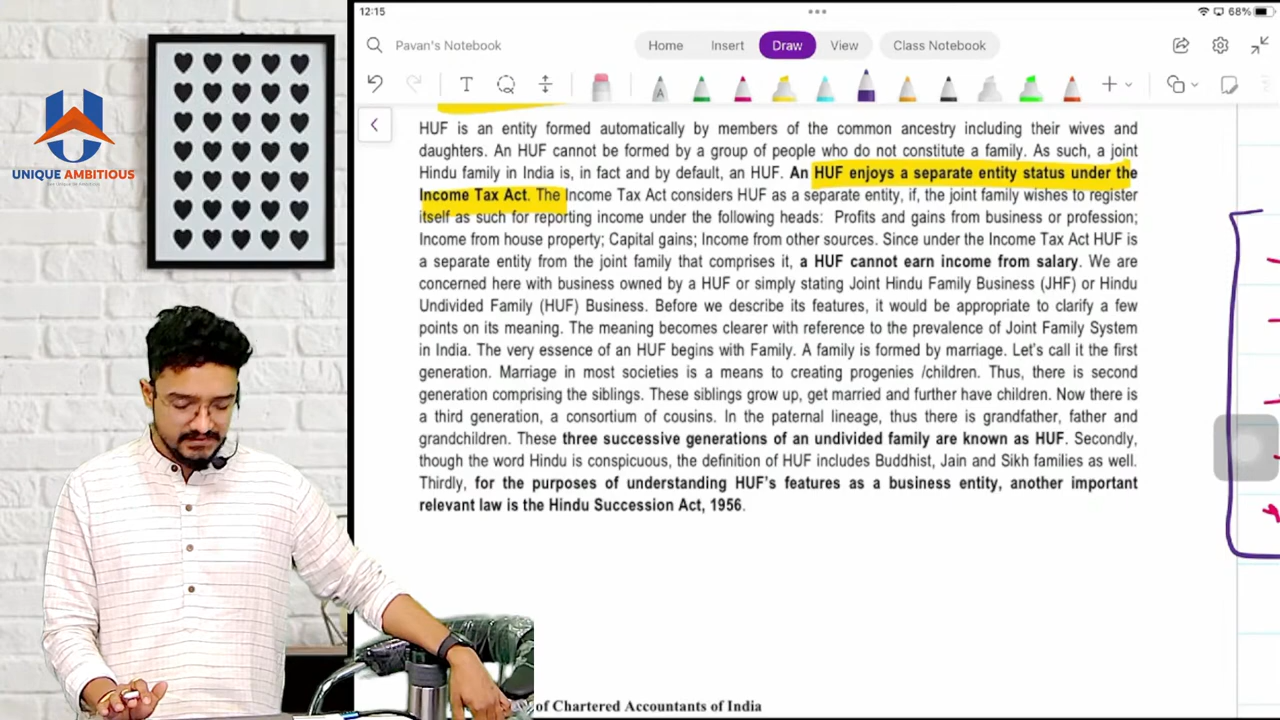 12:15
68%
Pavan's Notebook
Home Insert Draw View Class Notebook
UNIQUE AMBITIOUS
HUF is an entity formed automatically by members of the common ancestry including their wives and
daughters. An HUF cannot be formed by a group of people who do not constitute a family. As such, a joint
Hindu family in India is, in fact and by default, an HUF. An HUF enjoys a separate entity status under the
Income Tax Act. The Income Tax Act considers HUF as a separate entity, if, the joint family wishes to register
itself as such for reporting income under the following heads: Profits and gains from business or profession;
Income from house property; Capital gains; Income from other sources. Since under the Income Tax Act HUF is
a separate entity from the joint family that comprises it, a HUF cannot earn income from salary. We are
concerned here with business owned by a HUF or simply stating Joint Hindu Family Business (JHF) or Hindu
Undivided Family (HUF) Business. Before we describe its features, it would be appropriate to clarify a few
points on its meaning. The meaning becomes clearer with reference to the prevalence of Joint Family System
in India. The very essence of an HUF begins with Family. A family is formed by marriage. Let's call it the first
generation. Marriage in most societies is a means to creating progenies /children. Thus, there is second
generation comprising the siblings. These siblings grow up, get married and further have children. Now there is
a third generation, a consortium of cousins. In the paternal lineage, thus there is grandfather, father and
grandchildren. These three successive generations of an undivided family are known as HUF. Secondly,
though the word Hindu is conspicuous, the definition of HUF includes Buddhist, Jain and Sikh families as well.
Thirdly, for the purposes of understanding HUF's features as a business entity, another important
relevant law is the Hindu Succession Act, 1956.
of Chartered Accountants of India